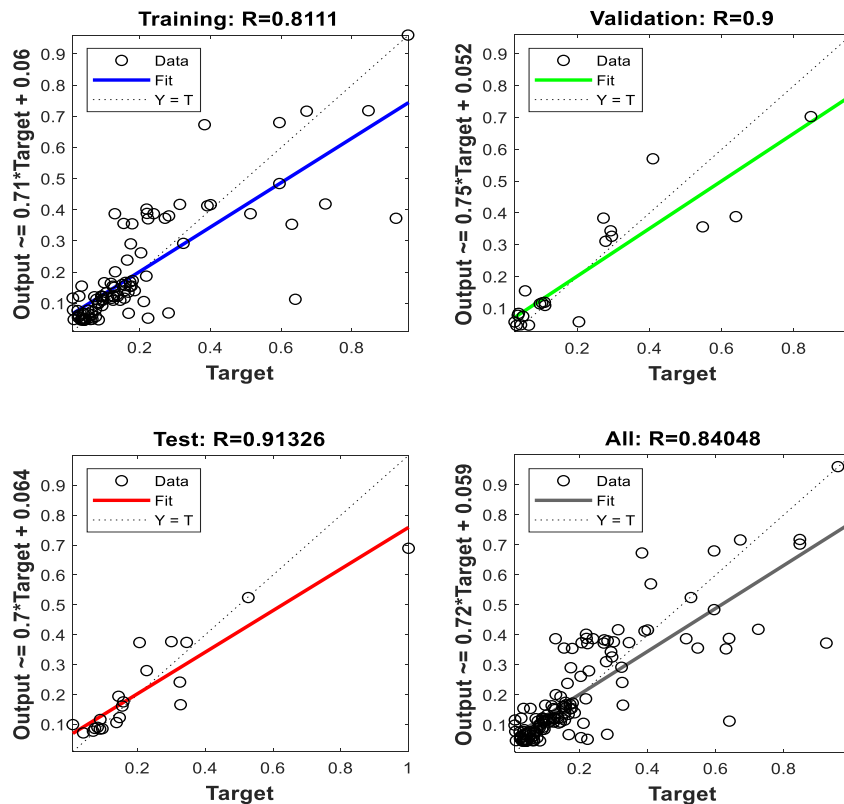 Training: R=0.8111
Output ~= 0.71*Target + 0.06
0.9
0.8
0.7
0.6
0.5
0.4
0.3
0.2
0.1
Data
Fit
Y = T
0.2
0.4
0.6
0.8
Target
Validation: R=0.9
Output ~= 0.75*Target + 0.052
0.9
0.8
0.7
0.6
0.5
0.4
0.3
0.2
0.1
Data
Fit
Y = T
0.2
0.4
0.6
0.8
Target
Test: R=0.91326
Output ~= 0.7*Target + 0.064
0.9
0.8
0.7
0.6
0.5
0.4
0.3
0.2
0.1
Data
Fit
Y = T
0.2
0.4
0.6
0.8
1
Target
All: R=0.84048
Output ~= 0.72*Target + 0.059
0.9
0.8
0.7
0.6
0.5
0.4
0.3
0.2
0.1
Data
Fit
Y = T
0.2
0.4
0.6
0.8
Target